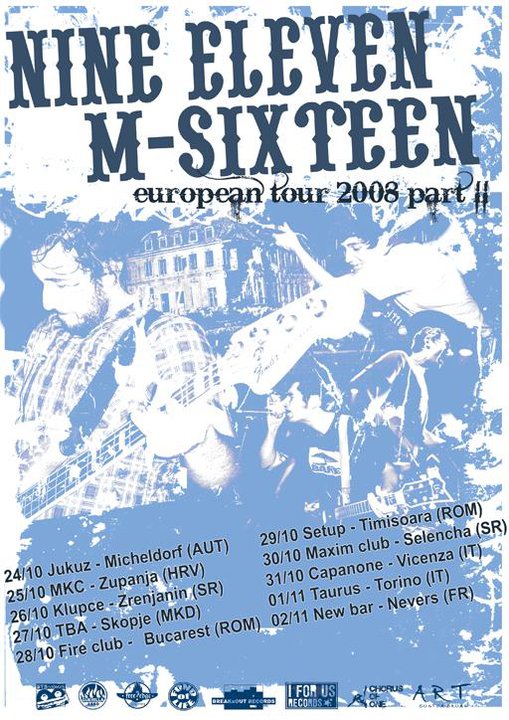 NINE ELEVEN
M-SIXTEEN
european tour 2008 part II
24/10 Jukuz - Micheldorf (AUT)
25/10 MKC - Zupanja (HRV)
26/10 Klupce - Zrenjanin (SR)
27/10 TBA - Skopje (MKD)
28/10 Fire club - Bucarest (ROM)
29/10 Setup - Timisoara (ROM)
30/10 Maxim club - Selencha (SR)
31/10 Capanone - Vicenza (IT)
01/11 Taurus - Torino (IT)
02/11 New bar - Nevers (FR)
BREAKOUT RECORDS
I FOR US
RECORDS
CHORUS
OF
ONE
A.R.T.